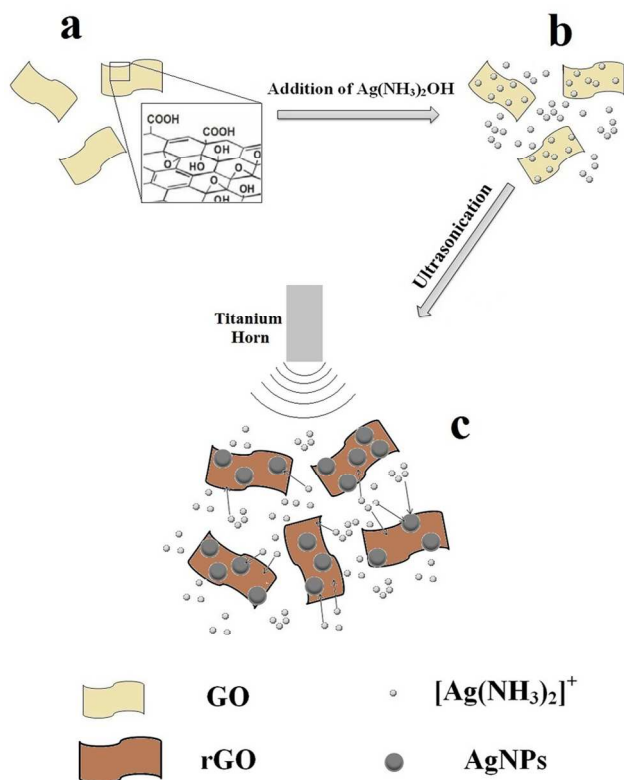 a
b
Addition of Ag(NH₃)₂OH
COOH
COOH
OH
O
HO
O
HO
O
O
OH
O
OH
Ultrasonication
Titanium
Horn
c
GO
[Ag(NH₃)₂]⁺
rGO
AgNPs